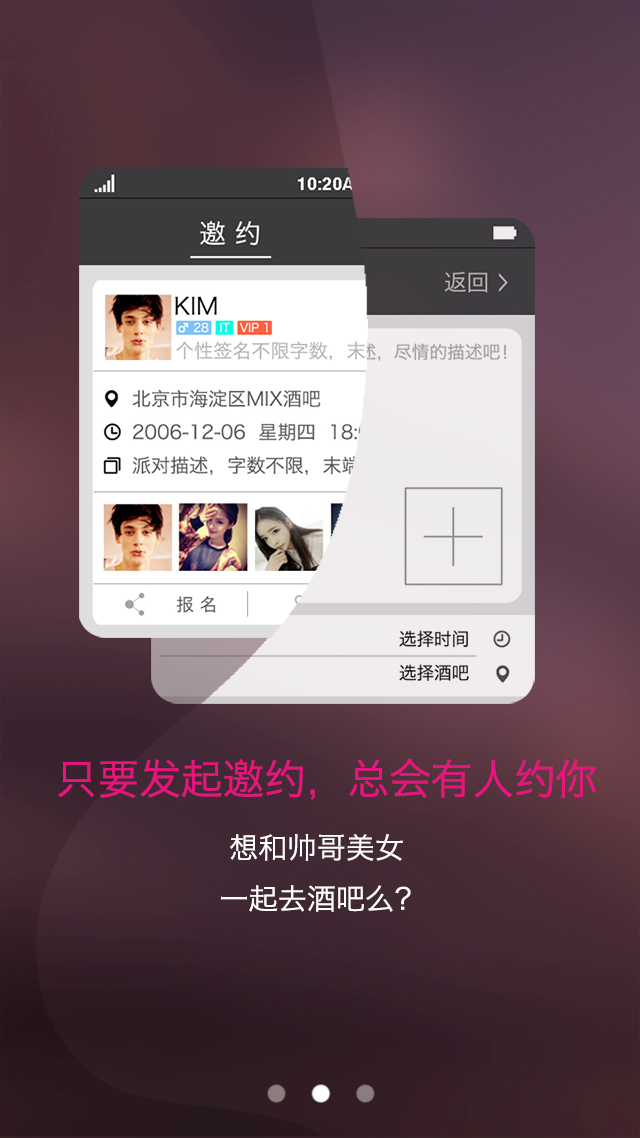 10:20A
邀约
返回
KIM
♂ 28 IT VIP 1
个性签名不限字数，末
述，尽情的描述吧！
北京市海淀区MIX酒吧
2006-12-06 星期四 18:
派对描述，字数不限，末端
报名
选择时间
选择酒吧
只要发起邀约，总会有人约你
想和帅哥美女
一起去酒吧么？